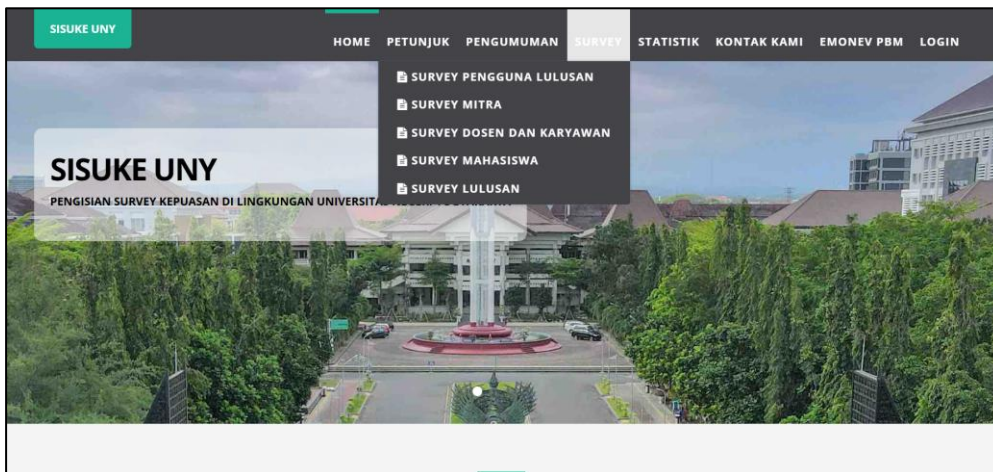 SISUKE UNY
HOME PETUNJUK PENGUMUMAN SURVEY STATISTIK KONTAK KAMI EMONEV PBM LOGIN
SURVEY PENGGUNA LULUSAN
SURVEY MITRA
SURVEY DOSEN DAN KARYAWAN
SURVEY MAHASISWA
SURVEY LULUSAN
SISUKE UNY
PENGISIAN SURVEY KEPUASAN DI LINGKUNGAN